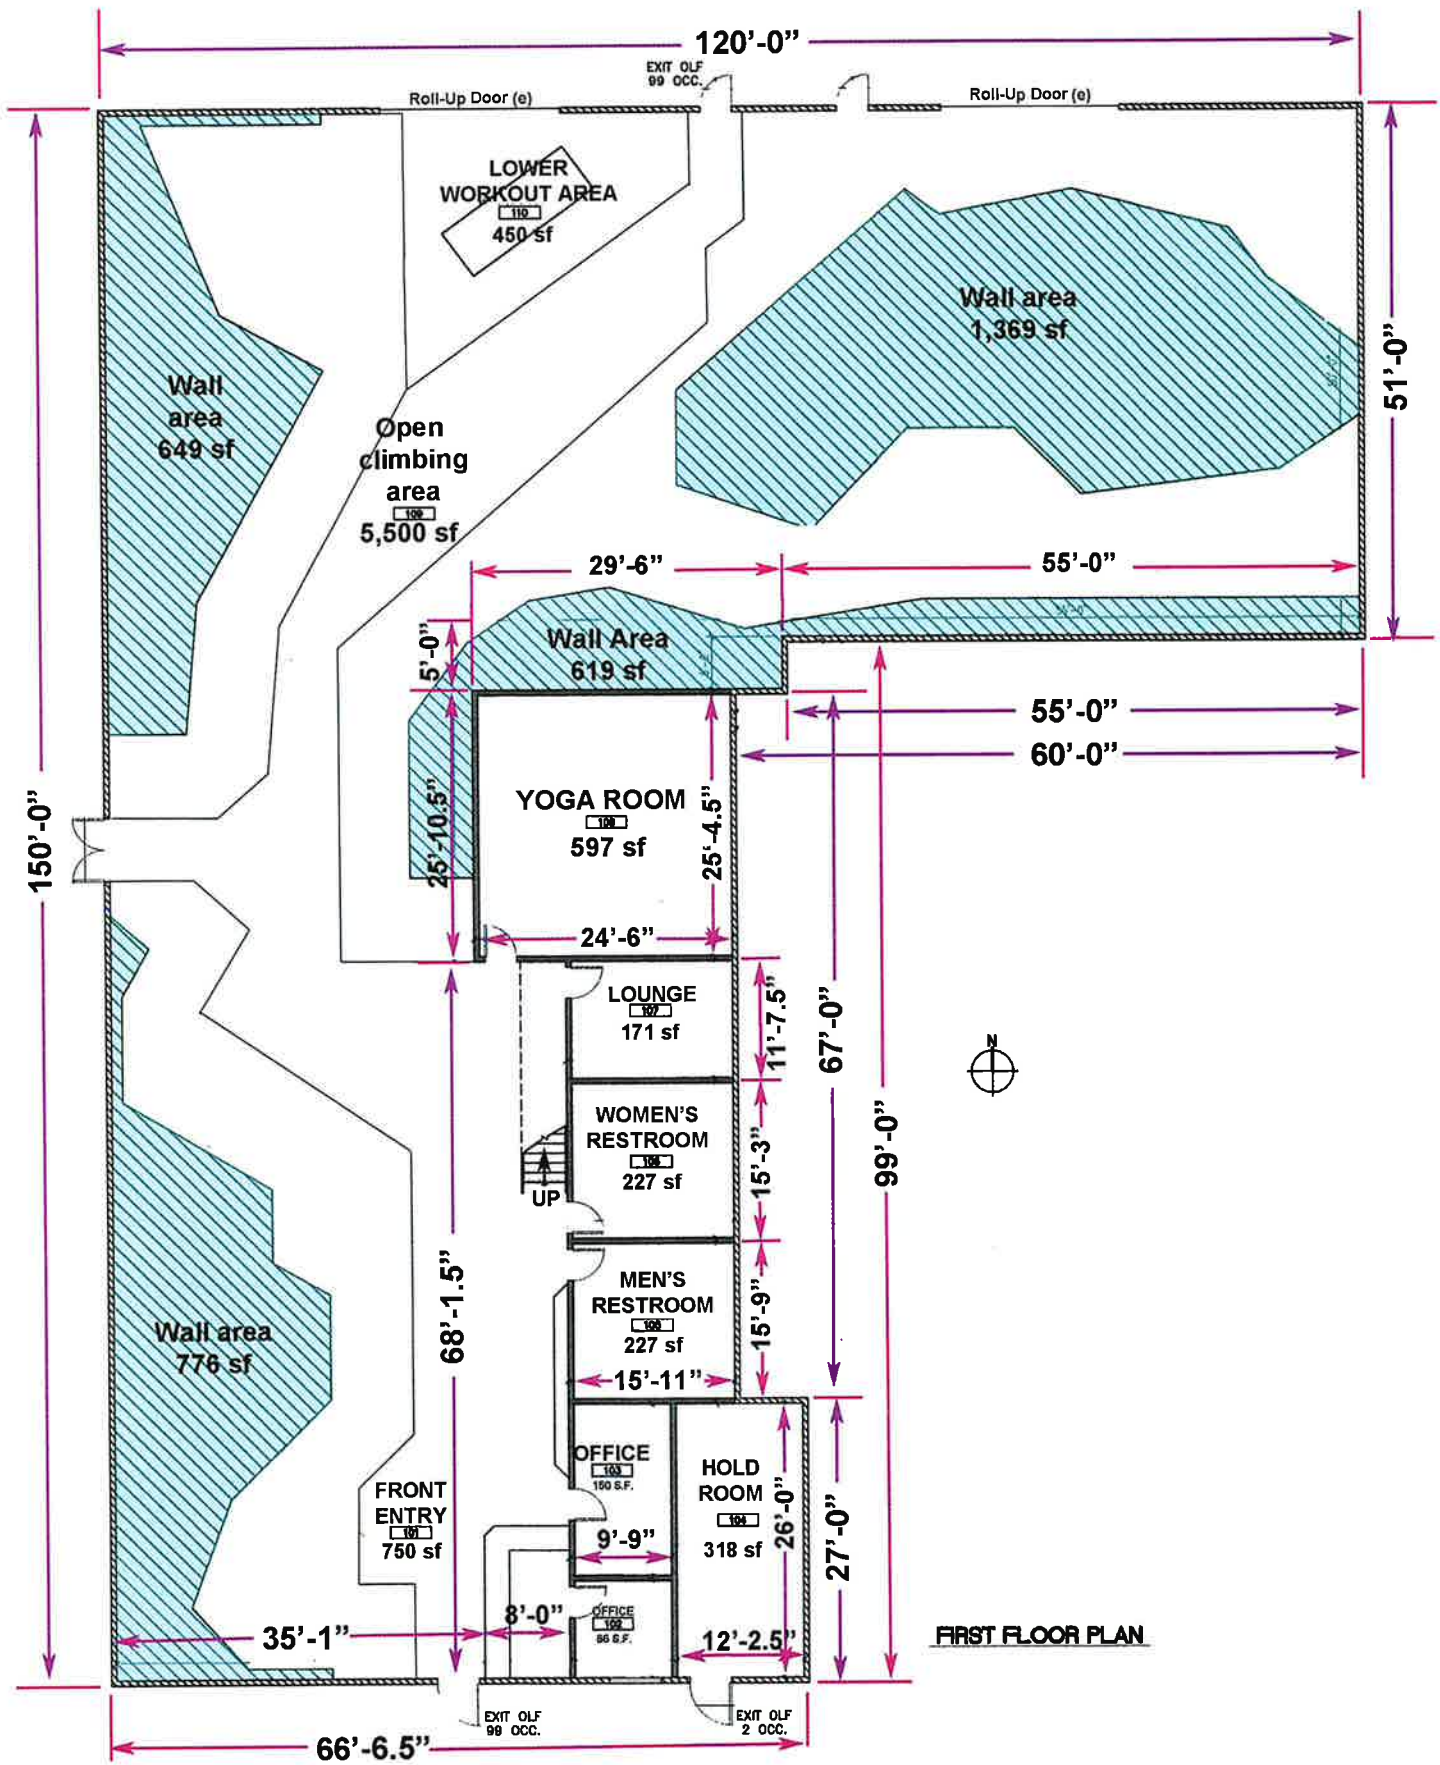 120’-0”
EXIT OLF
99 OCC.
Roll-Up Door (e)
Roll-Up Door (e)
LOWER
WORKOUT AREA
110
450 sf
Wall area
1,369 sf
51’-0”
Wall
area
649 sf
Open
climbing
area
109
5,500 sf
29’-6”
55’-0”
5’-0”
Wall Area
619 sf
55’-0”
60’-0”
150’-0”
25’-10.5”
YOGA ROOM
108
597 sf
25’-4.5”
24’-6”
LOUNGE
107
171 sf
11’-7.5”
67’-0”
N
99’-0”
WOMEN’S
RESTROOM
106
227 sf
15’-3”
UP
68’-1.5”
MEN’S
RESTROOM
105
227 sf
15’-9”
15’-11”
Wall area
776 sf
OFFICE
103
150 S.F.
HOLD
ROOM
104
318 sf
26’-0”
27’-0”
FRONT
ENTRY
101
750 sf
9’-9”
8’-0”
OFFICE
102
35’-1”
12’-2.5”
FIRST FLOOR PLAN
EXIT OLF
99 OCC.
EXIT OLF
2 OCC.
66’-6.5”